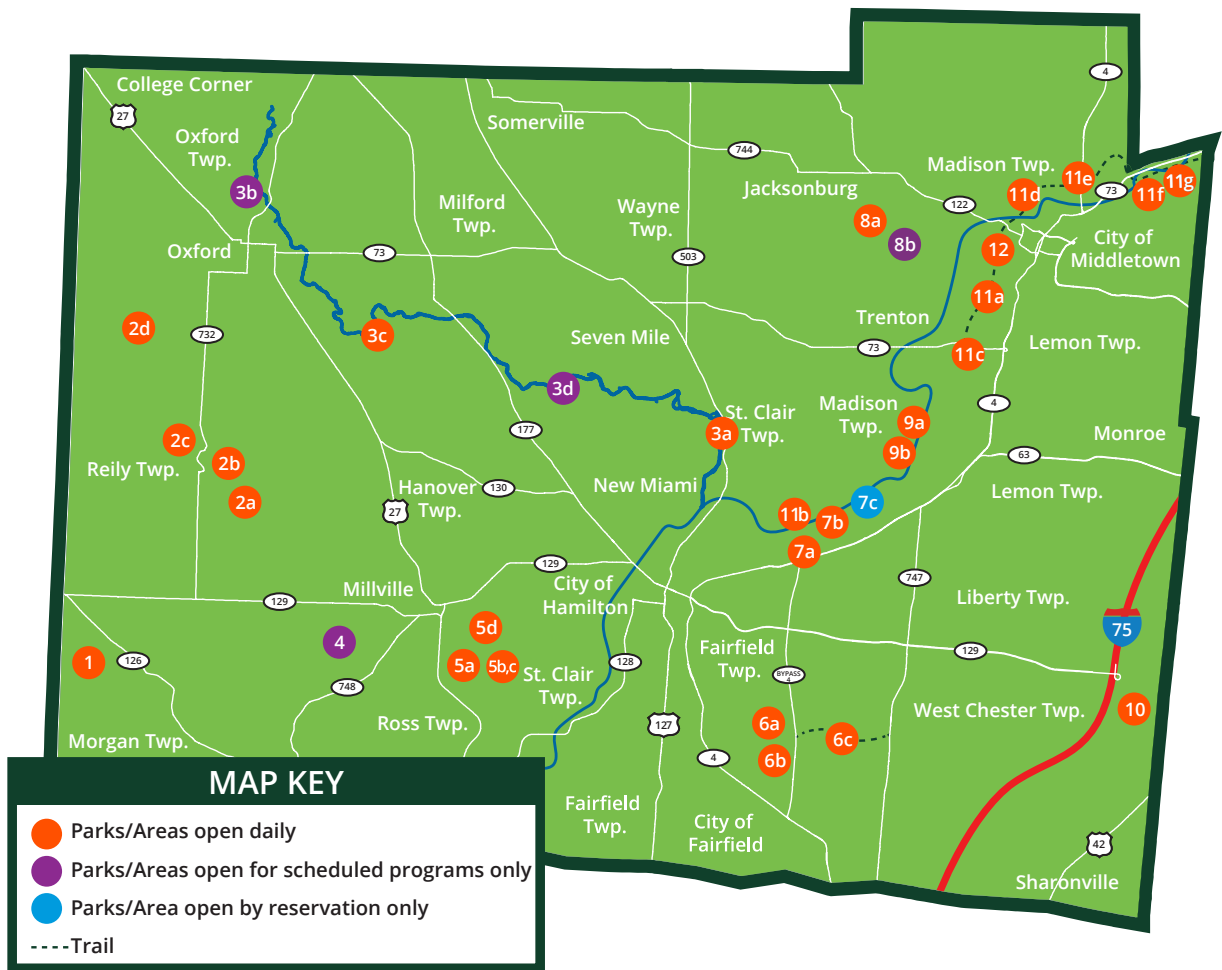 4
College Corner
27
Oxford
Twp.
Somerville
744
Madison Twp.
11e
11g
3b
Jacksonburg
11d
73
11f
Milford
Twp.
Wayne
Twp.
122
8a
City of
Middletown
Oxford
73
503
8b
12
11a
2d
732
3c
Seven Mile
Trenton
73
11c
Lemon Twp.
3d
4
St. Clair
Twp.
Madison
Twp.
9a
177
3a
Monroe
2c
Reily Twp.
2b
9b
63
New Miami
Lemon Twp.
2a
Hanover
Twp.
130
27
11b
7b
7c
7a
129
City of
Hamilton
747
Millville
129
Liberty Twp.
75
4
5d
Fairfield
Twp.
129
1
126
5a
5b,c
St. Clair
Twp.
128
BYPASS
4
748
Ross Twp.
127
6a
West Chester Twp.
10
Morgan Twp.
6c
4
6b
Fairfield
Twp.
City of
Fairfield
42
Sharonville
MAP KEY
Parks/Areas open daily
Parks/Areas open for scheduled programs only
Parks/Area open by reservation only
Trail